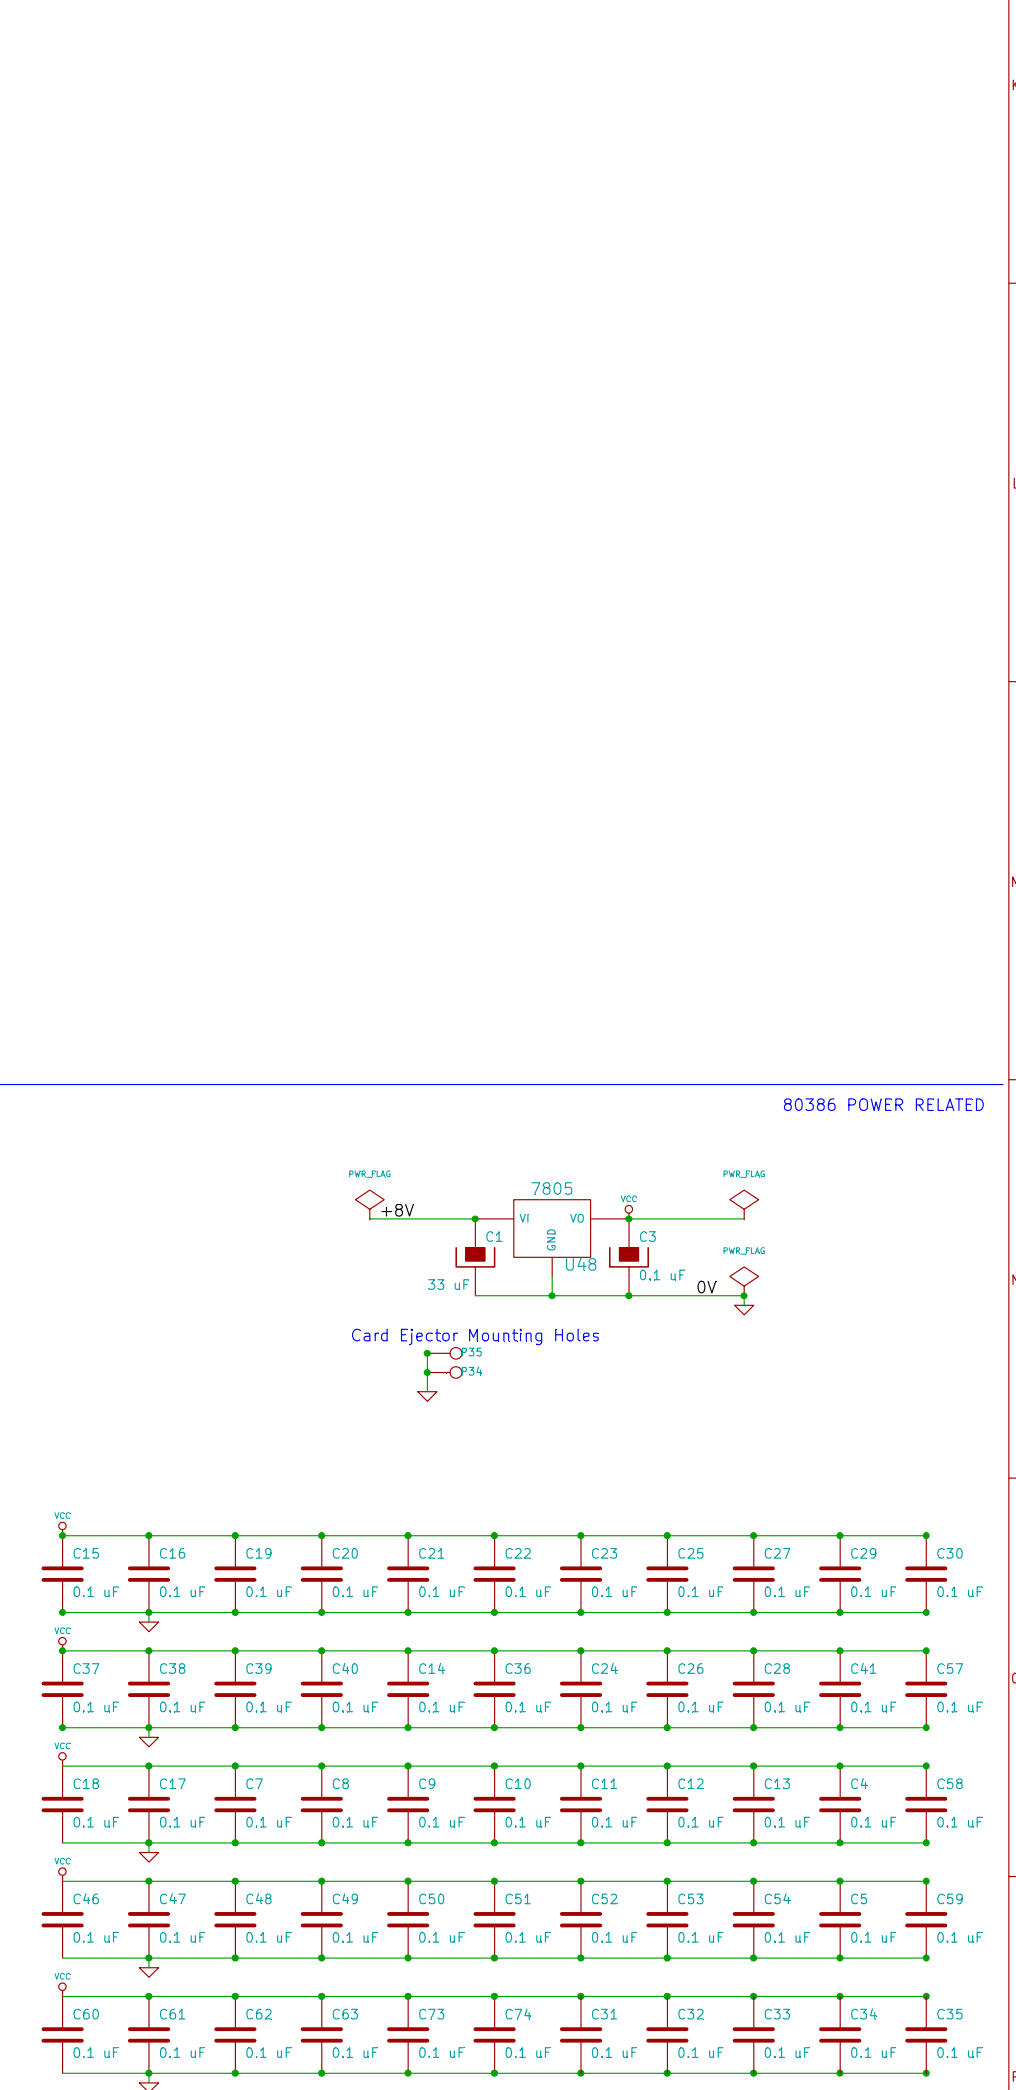 K
L
M
80386 POWER RELATED
PWR_FLAG
PWR_FLAG
7805
VCC
+8V
VI
VO
GND
C1
C3
PWR_FLAG
U48
33 uF
0.1 uF
N
0V
Card Ejector Mounting Holes
P35
P34
VCC
C15 C16 C19 C20 C21 C22 C23 C25 C27 C29 C30
0.1 uF 0.1 uF 0.1 uF 0.1 uF 0.1 uF 0.1 uF 0.1 uF 0.1 uF 0.1 uF 0.1 uF 0.1 uF
VCC
C37 C38 C39 C40 C14 C36 C24 C26 C28 C41 C57
0.1 uF 0.1 uF 0.1 uF 0.1 uF 0.1 uF 0.1 uF 0.1 uF 0.1 uF 0.1 uF 0.1 uF 0.1 uF
VCC
C18 C17 C7 C8 C9 C10 C11 C12 C13 C4 C58
0.1 uF 0.1 uF 0.1 uF 0.1 uF 0.1 uF 0.1 uF 0.1 uF 0.1 uF 0.1 uF 0.1 uF 0.1 uF
VCC
C46 C47 C48 C49 C50 C51 C52 C53 C54 C5 C59
0.1 uF 0.1 uF 0.1 uF 0.1 uF 0.1 uF 0.1 uF 0.1 uF 0.1 uF 0.1 uF 0.1 uF 0.1 uF
VCC
C60 C61 C62 C63 C73 C74 C31 C32 C33 C34 C35
0.1 uF 0.1 uF 0.1 uF 0.1 uF 0.1 uF 0.1 uF 0.1 uF 0.1 uF 0.1 uF 0.1 uF 0.1 uF